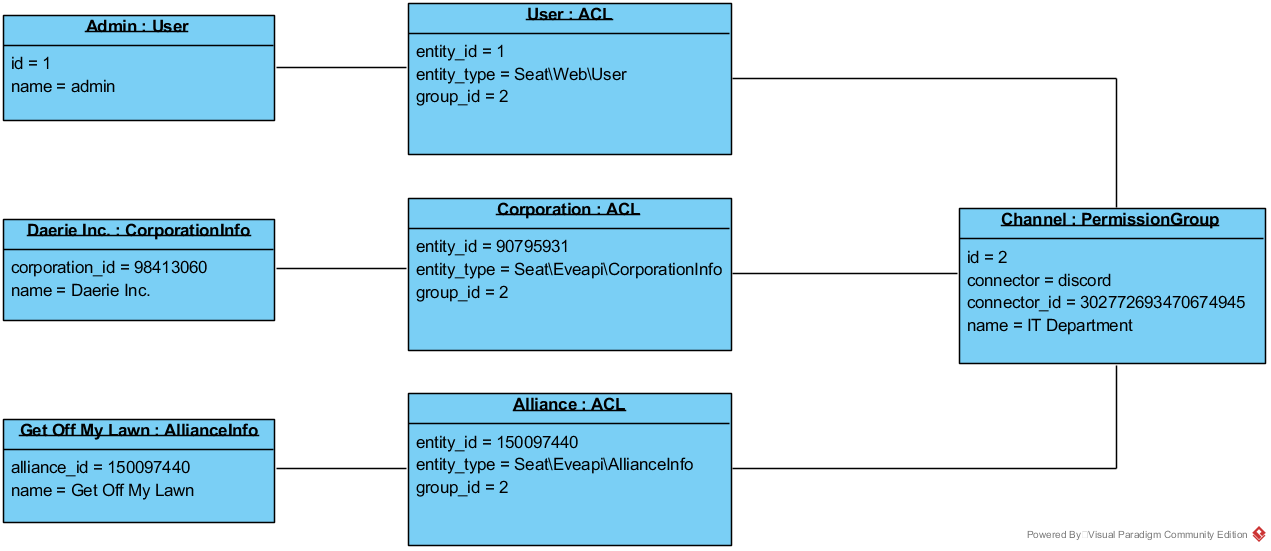 Admin : User
id = 1
name = admin
User : ACL
entity_id = 1
entity_type = Seat\Web\User
group_id = 2
Daerie Inc. : CorporationInfo
corporation_id = 98413060
name = Daerie Inc.
Corporation : ACL
entity_id = 90795931
entity_type = Seat\Eveapi\CorporationInfo
group_id = 2
Channel : PermissionGroup
id = 2
connector = discord
connector_id = 302772693470674945
name = IT Department
Get Off My Lawn : AllianceInfo
alliance_id = 150097440
name = Get Off My Lawn
Alliance : ACL
entity_id = 150097440
entity_type = Seat\Eveapi\AllianceInfo
group_id = 2
Powered By Visual Paradigm Community Edition